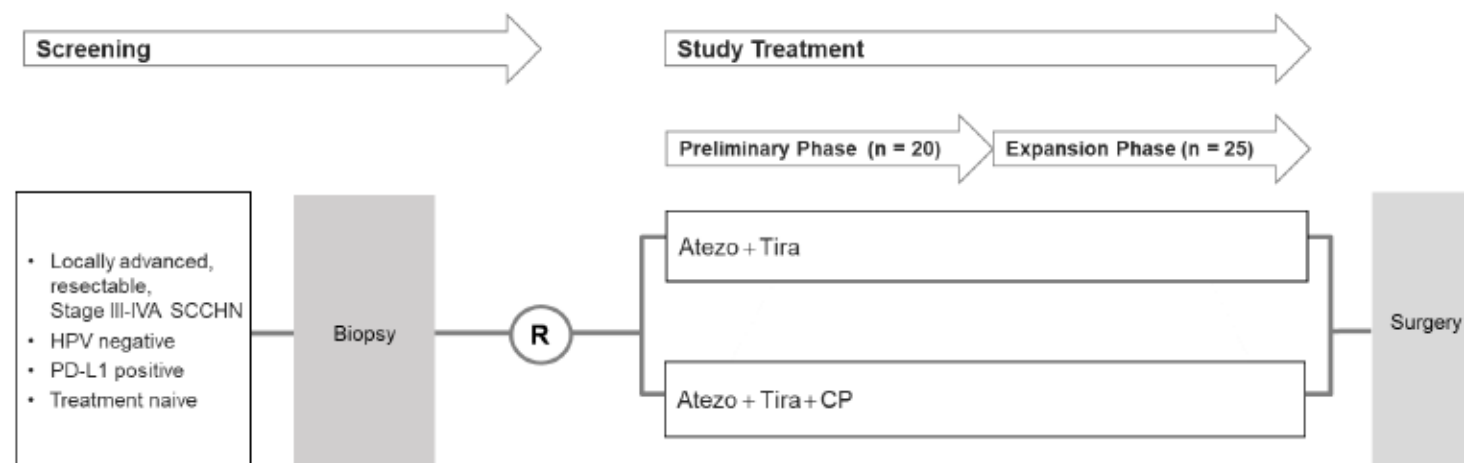 Screening
Study Treatment
Preliminary Phase (n = 20)
Expansion Phase (n = 25)
• Locally advanced,
resectable,
Stage III-IVA SCCHN
• HPV negative
• PD-L1 positive
• Treatment naive
Biopsy
R
Atezo + Tira
Atezo + Tira + CP
Surgery